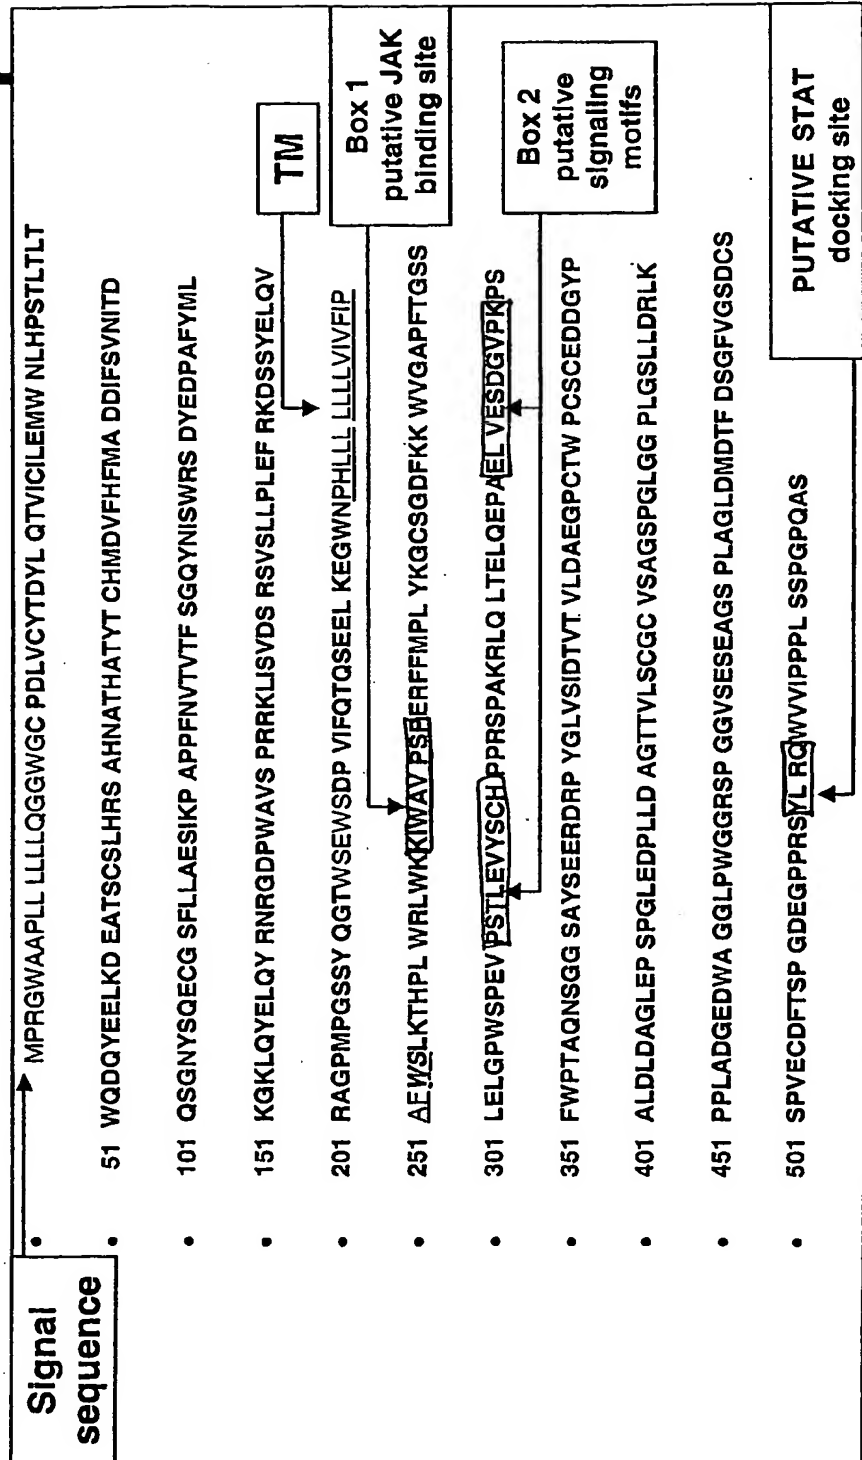 Signal
sequence
MPRGWAAPLL LLLLQGGWGC PDLVCYTDYL QTVICILEMW NLHPSTLTLT
• 51 WQDQYEELKD EATSCSLHRS AHNATHATYT CHMDVFHFMA DDIFSVNITD
• 101 QSGNYSQECG SFLLAESIKP APPFNVTVTF SGQYNISWRS DYEDPAFYML
• 151 KGKLQYELQY RNRGDPWAVS PRRKLISVDS RSVSLLPLEF RKDSSYELQV
TM
• 201 RAGPMPGSSY QGTWSEWSDP VIFQTQSEEL KEGWNPHLLL LLLLVIVFIP
Box 1
putative JAK
binding site
• 251 AFWSLKTHPL WRLWKKIWAV PSPERFFMPL YKGCSGDFKK WVGAPFTGSS
• 301 LELGPWSPEV PSTLEVYSCH PPRSPAKRLQ LTELQEPAEL VESDGVPKPS
Box 2
putative
signaling
motifs
• 351 FWPTAQNSGG SAYSEERDRP YGLVSIDTVT VLDAEGPCTW PCSCEDDGYP
• 401 ALDLDAGLEP SPGLEDPLLD AGTTVLSCGC VSAGSPGLGG PLGSLLDRLK
• 451 PPLADGEDWA GGLPWGGRSP GGVSESEAGS PLAGLDMDTF DSGFVGSDCS
• 501 SPVECDFTSP GDEGPPRSYL RQWVVIPPPL SSPGPQAS
PUTATIVE STAT
docking site